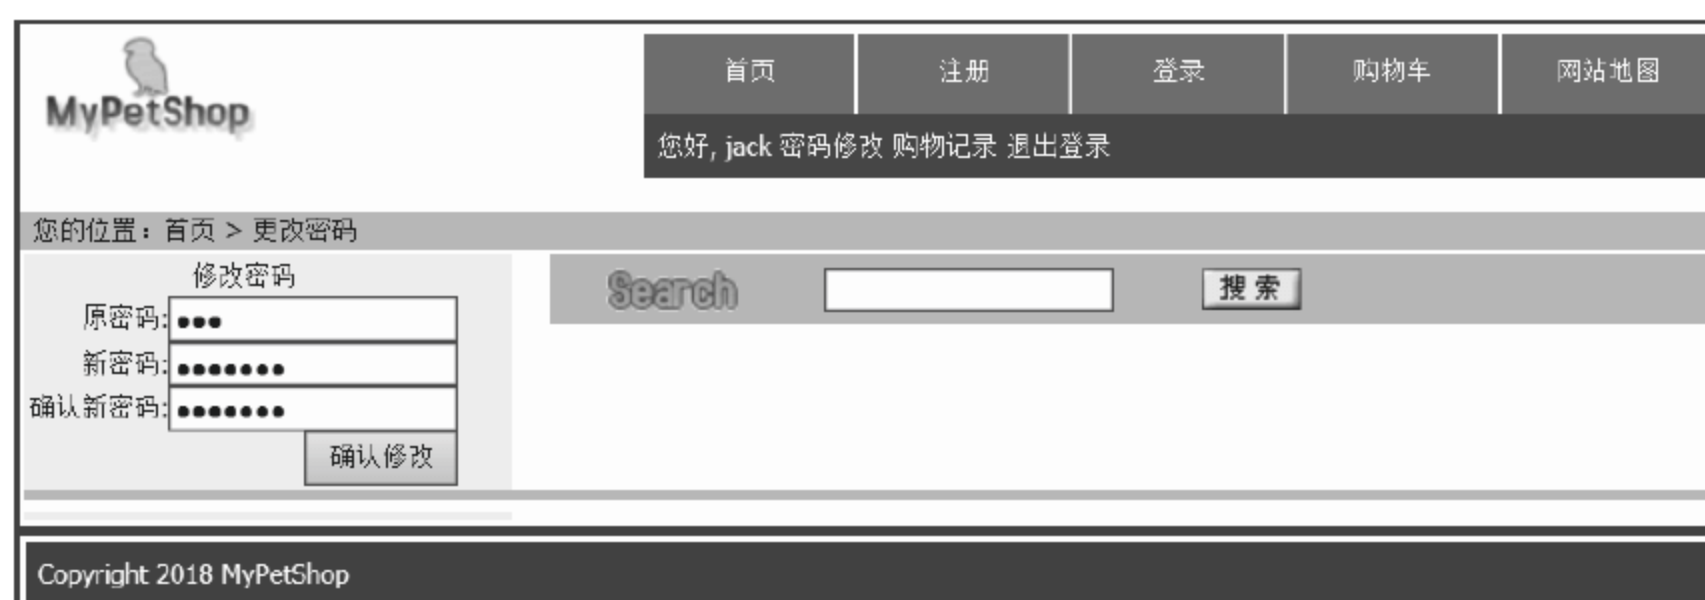 MyPetShop
首页 注册 登录 购物车 网站地图
您好, jack 密码修改 购物记录 退出登录
您的位置：首页 > 更改密码
修改密码
Search 搜 索
原密码:●●●
新密码:●●●●●●●
确认新密码:●●●●●●●
确认修改
Copyright 2018 MyPetShop